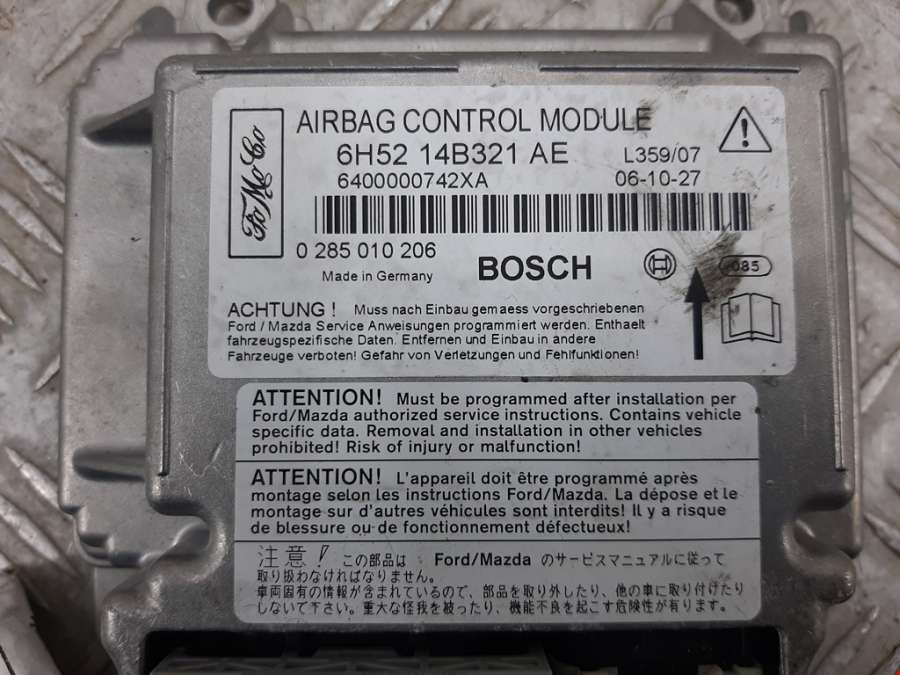 FoMoCo
AIRBAG CONTROL MODULE
6H52 14B321 AE
L359/07
6400000742XA
06-10-27
0 285 010 206
Made in Germany
BOSCH
085
ACHTUNG ! Muss nach Einbau gemaess vorgeschriebenen
Ford / Mazda Service Anweisungen programmiert werden. Enthaelt
fahrzeugspezifische Daten. Entfernen und Einbau in andere
Fahrzeuge verboten! Gefahr von Verletzungen und Fehlfunktionen!
ATTENTION! Must be programmed after installation per
Ford/Mazda authorized service instructions. Contains vehicle
specific data. Removal and installation in other vehicles
prohibited! Risk of injury or malfunction!
ATTENTION! L'appareil doit être programmé après
montage selon les instructions Ford/Mazda. La dépose et le
montage sur d'autres véhicules sont interdits! Il y a risque
de blessure ou de fonctionnement défectueux!
注意! この部品は Ford/Mazda のサービスマニュアルに従って
取り扱わなければなりません。
車両固有の情報が含まれているので、部品を取り外したり、他の車に取り付けたり
しないで下さい。重大な怪我を被ったり、機能不良を起こす危険性が有ります。